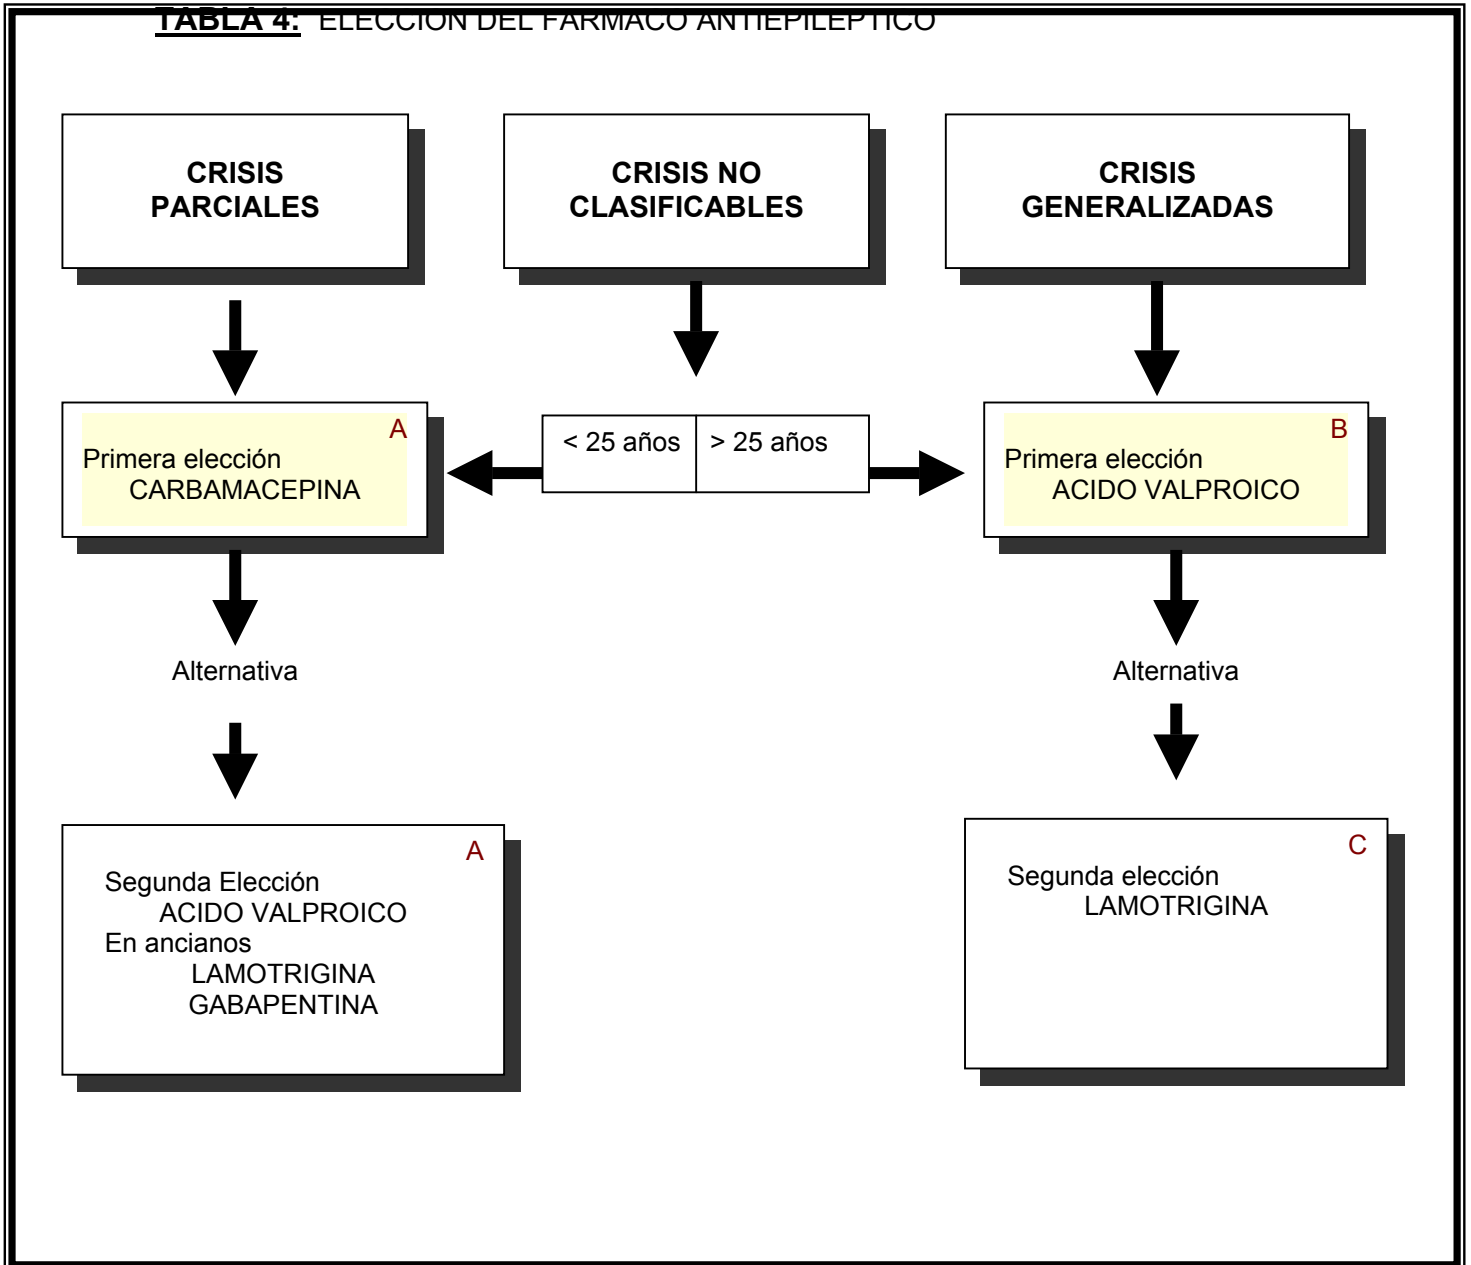 TABLA 4: ELECCION DEL FARMACO ANTIEPILEPTICO
CRISIS
PARCIALES
CRISIS NO
CLASIFICABLES
CRISIS
GENERALIZADAS
A
Primera elección
CARBAMACEPINA
< 25 años
> 25 años
B
Primera elección
ACIDO VALPROICO
Alternativa
Alternativa
A
Segunda Elección
ACIDO VALPROICO
En ancianos
LAMOTRIGINA
GABAPENTINA
C
Segunda elección
LAMOTRIGINA